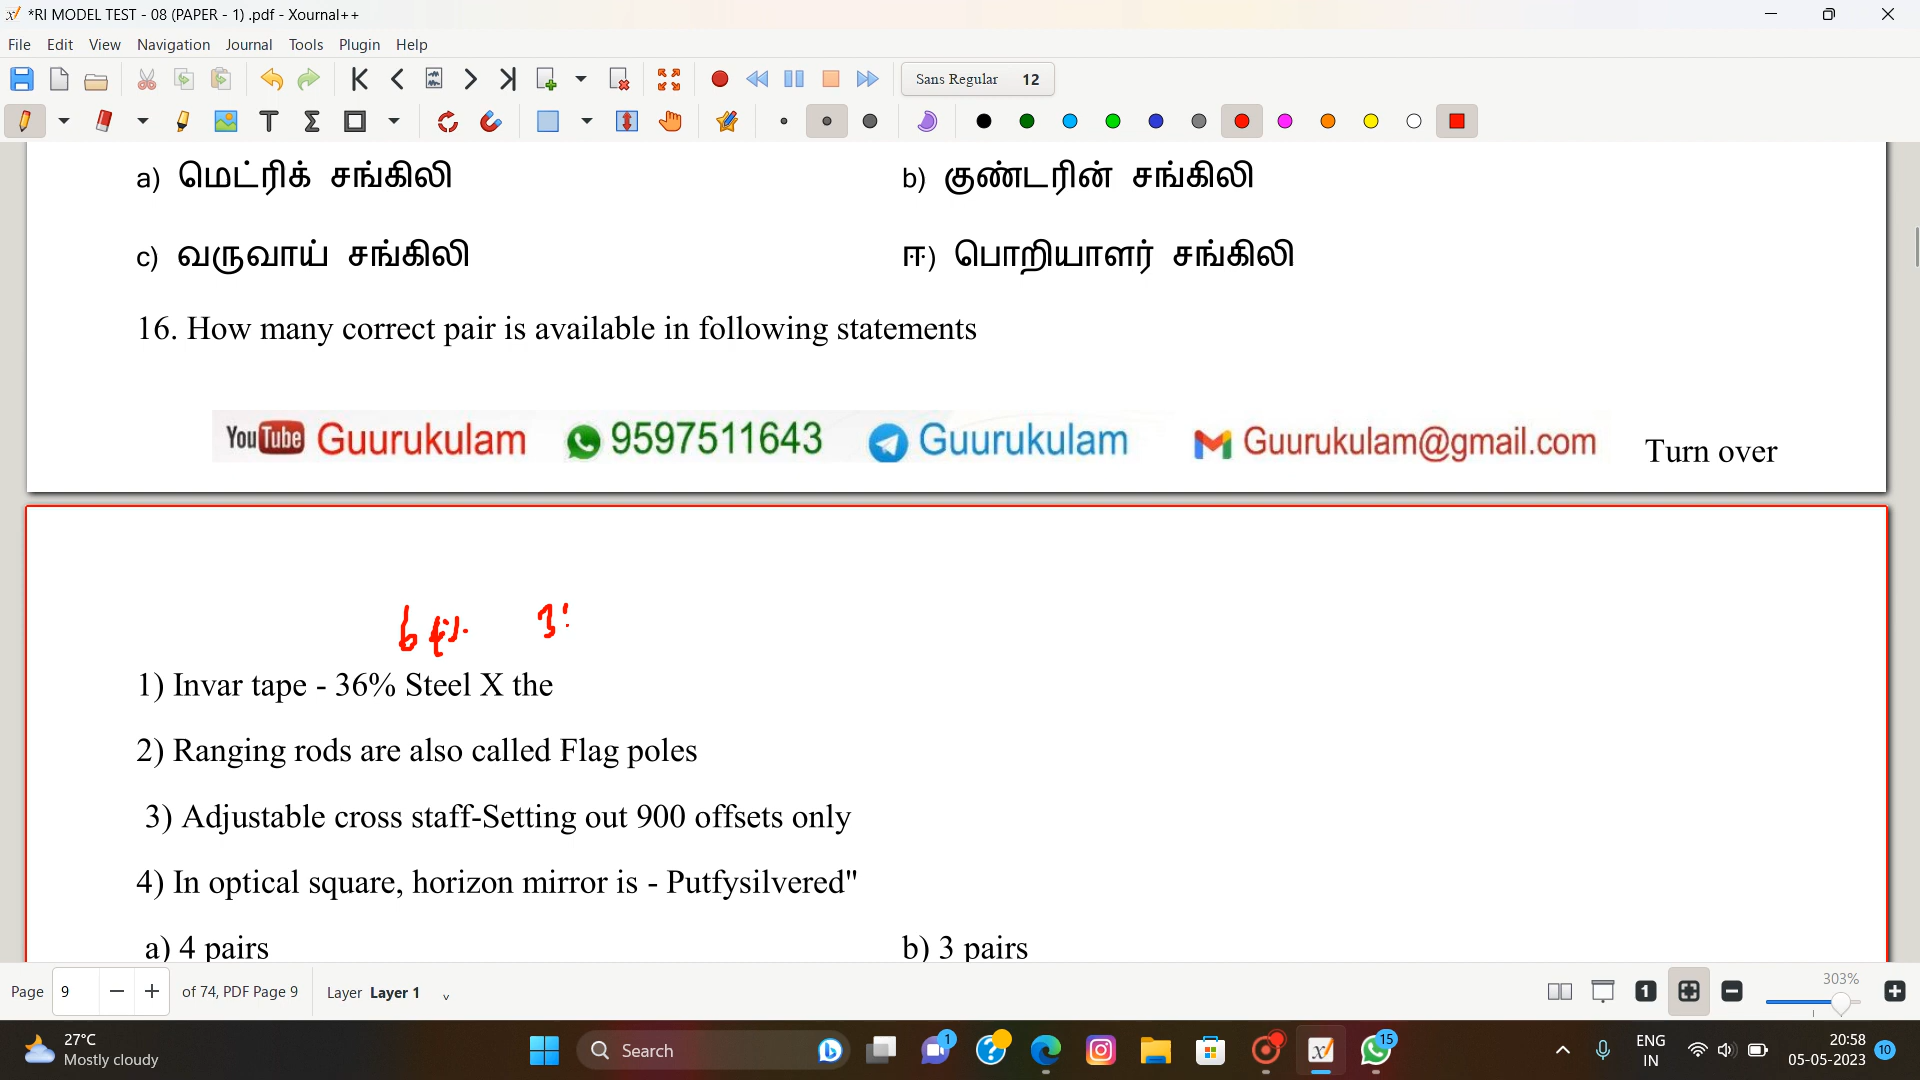 *RI MODEL TEST - 08 (PAPER - 1) .pdf - Xournal++
File Edit View Navigation Journal Tools Plugin Help
Sans Regular 12
a) மெட்ரிக் சங்கிலி b) குண்டரின் சங்கிலி
c) வருவாய் சங்கிலி ஈ) பொறியாளர் சங்கிலி
16. How many correct pair is available in following statements
YouTube Guurukulam 9597511643 Guurukulam Guurukulam@gmail.com Turn over
1) Invar tape - 36% Steel X the
2) Ranging rods are also called Flag poles
3) Adjustable cross staff-Setting out 900 offsets only
4) In optical square, horizon mirror is - Putfysilvered"
a) 4 pairs b) 3 pairs
Page 9 of 74, PDF Page 9 Layer Layer 1 303%
27°C
Mostly cloudy
Search
1
15
ENG
IN
20:58
05-05-2023
10